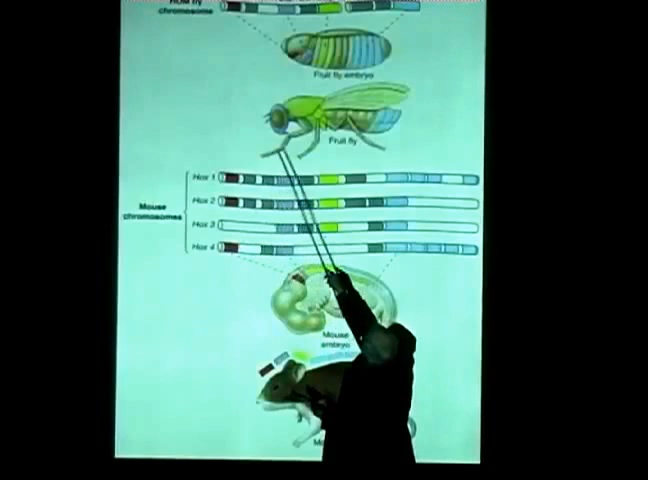 chromosome
Fruit fly embryo
Fruit fly
Hox 1
Hox 2
Mouse
chromosomes
Hox 3
Hox 4
Mouse
embryo